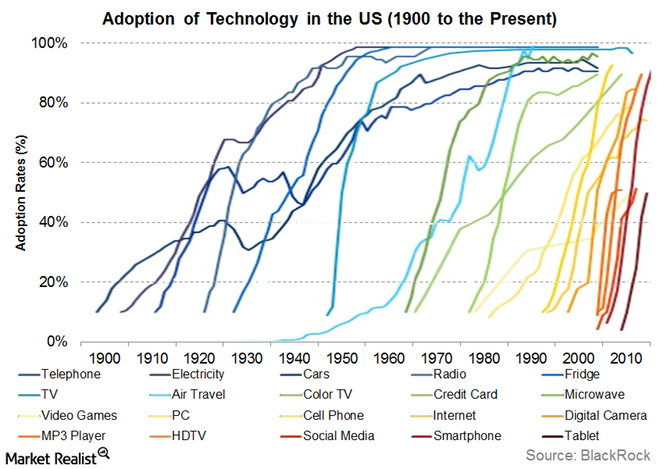 Adoption of Technology in the US (1900 to the Present)
100%
80%
60%
40%
20%
0%
Adoption Rates (%)
1900 1910 1920 1930 1940 1950 1960 1970 1980 1990 2000 2010
Telephone Electricity Cars Radio Fridge
TV Air Travel Color TV Credit Card Microwave
Video Games PC Cell Phone Internet Digital Camera
MP3 Player HDTV Social Media Smartphone Tablet
Market Realist
Source: BlackRock